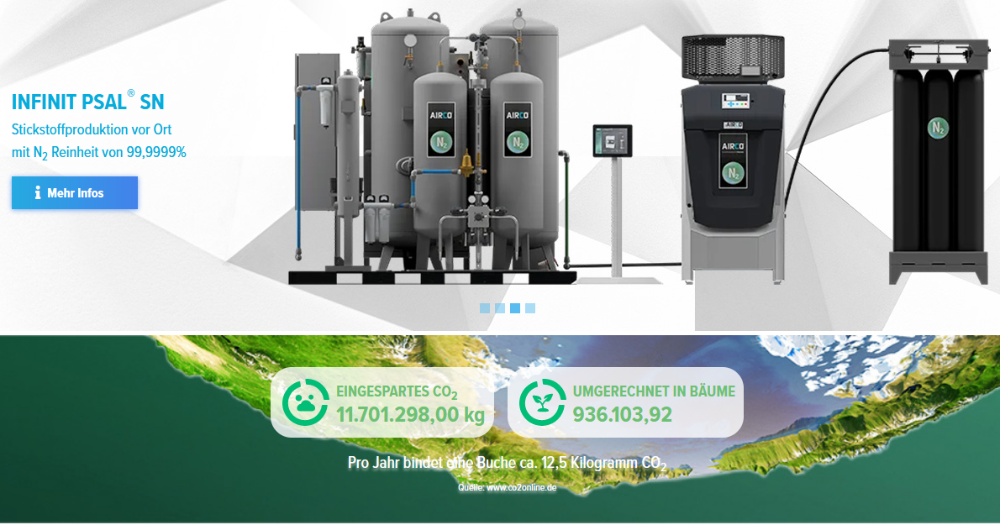 INFINIT PSAL® SN
Stickstoffproduktion vor Ort
mit N₂ Reinheit von 99,9999%
Mehr Infos
AIRCO
N₂
AIRCO
N₂
AIRCO
AIRCO
N₂
N₂
EINGESPARTES CO₂
11.701.298,00 kg
UMGERECHNET IN BÄUME
936.103,92
Pro Jahr bindet eine Buche ca. 12,5 Kilogramm CO₂
Quelle: www.co2online.de